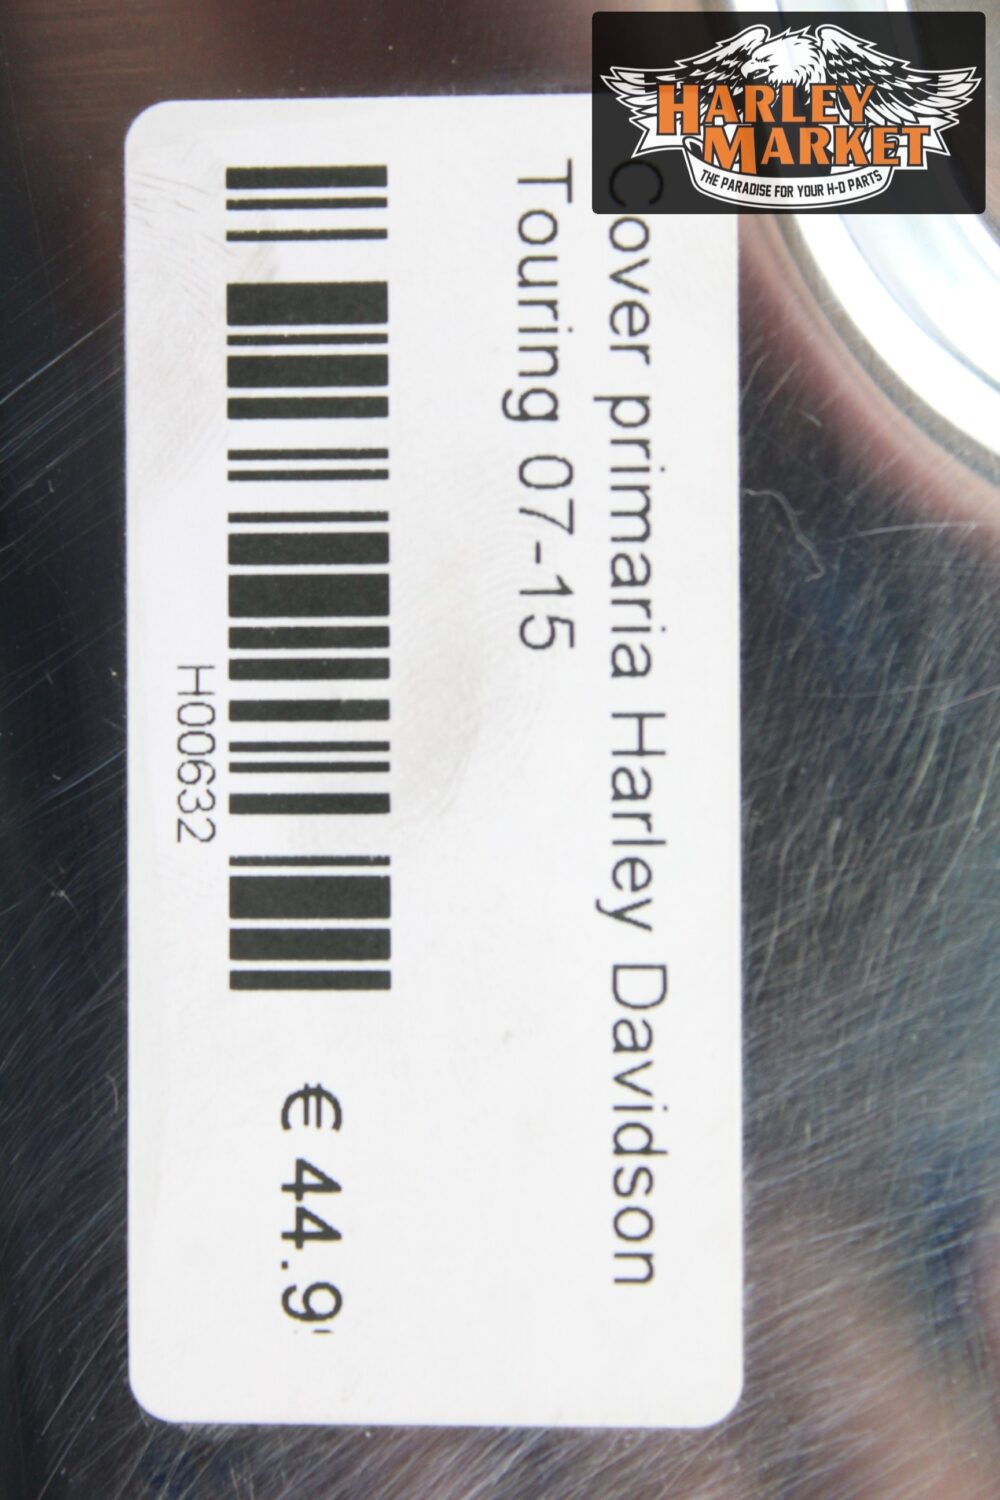 HARLEY
MARKET
THE PARADISE FOR YOUR H-D PARTS
Cover primaria Harley Davidson
Touring 07-15
H00632
€ 44.9